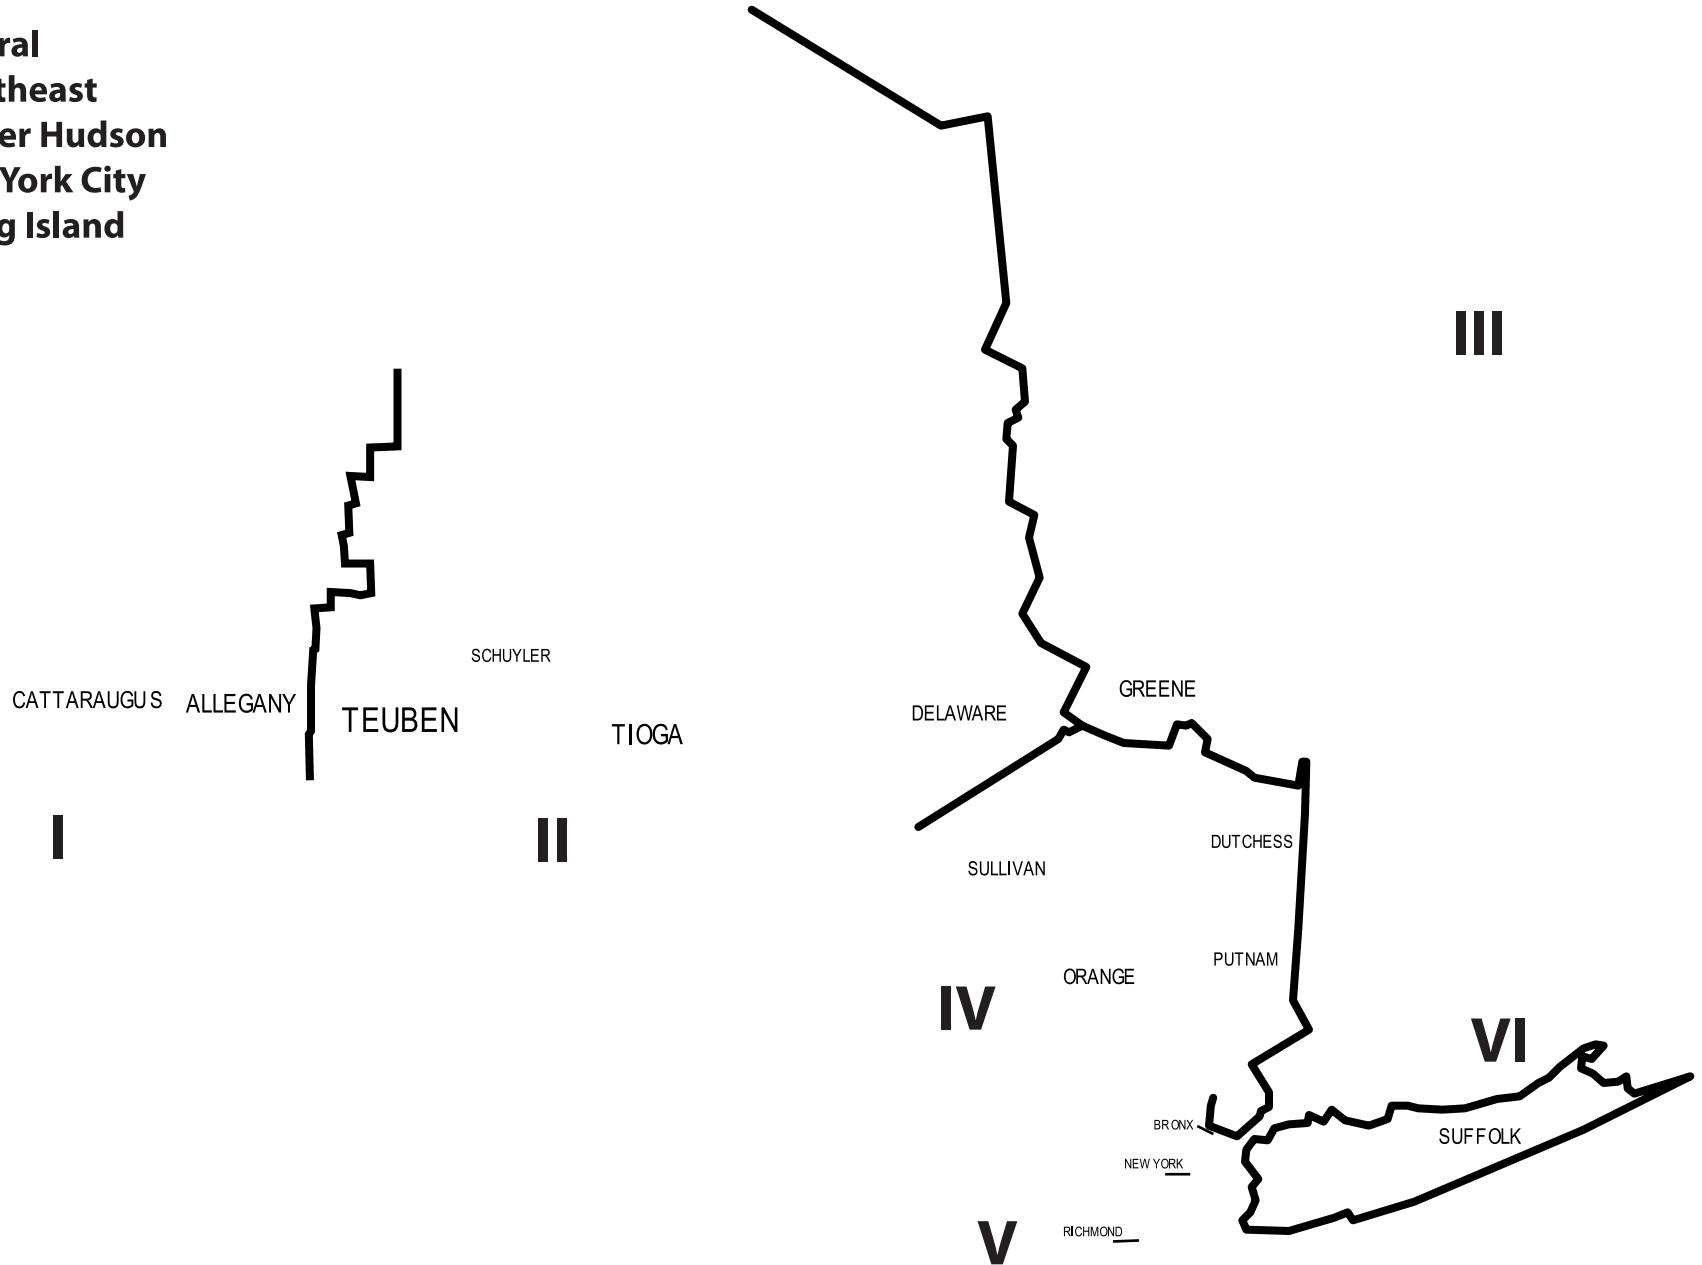 ral
theast
er Hudson
York City
g Island
III
SCHUYLER
GREENE
CATTARAUGUS
ALLEGANY
TEUBEN
DELAWARE
TIOGA
I
II
DUTCHESS
SULLIVAN
PUTNAM
ORANGE
IV
VI
BRONX
SUFFOLK
NEW YORK
V
RICHMOND